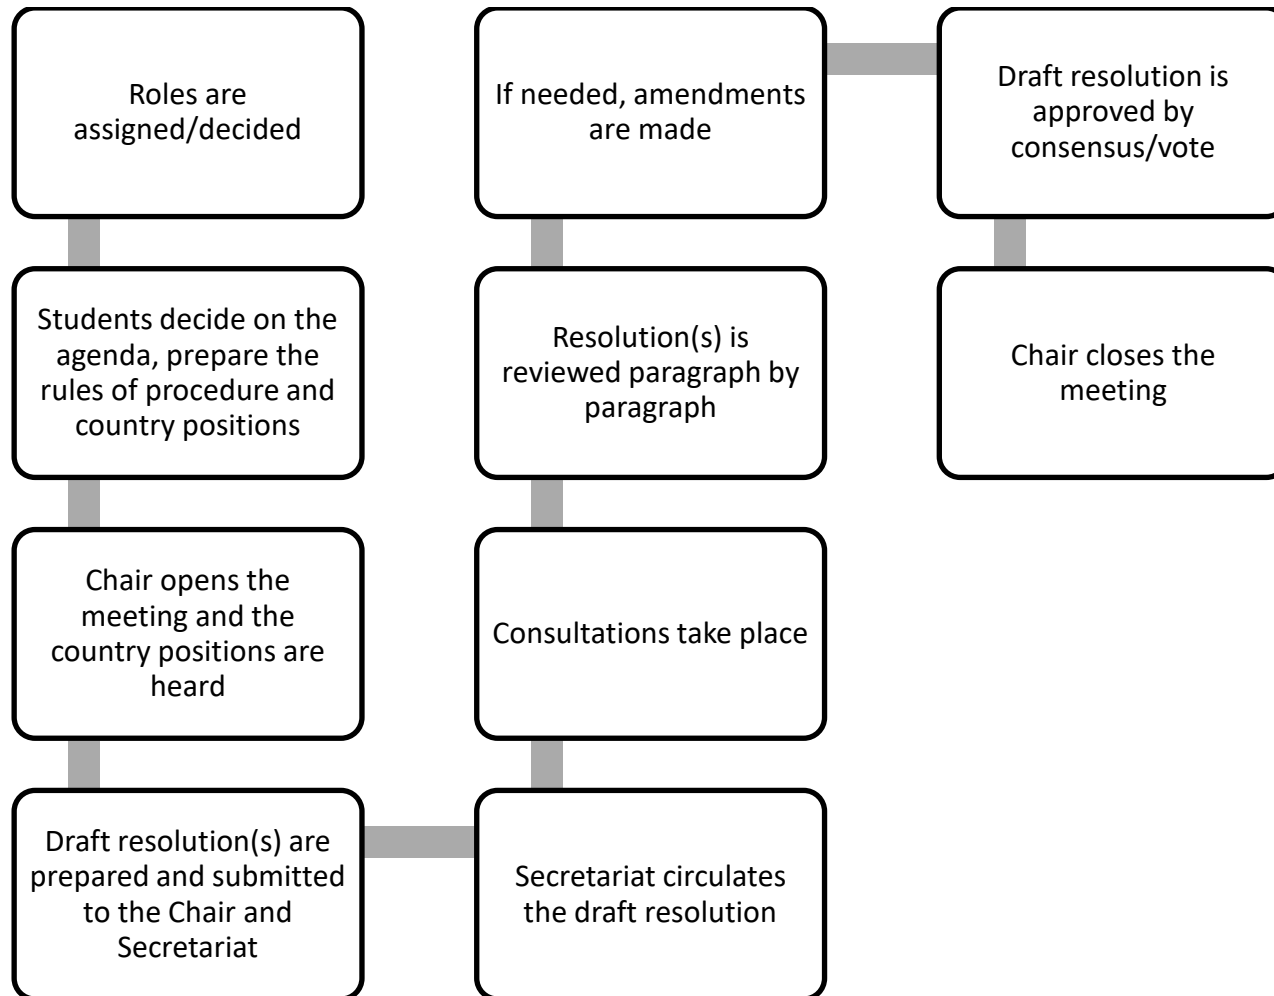 Roles are
assigned/decided
Students decide on the
agenda, prepare the
rules of procedure and
country positions
Chair opens the
meeting and the
country positions are
heard
Draft resolution(s) are
prepared and submitted
to the Chair and
Secretariat
Secretariat circulates
the draft resolution
Consultations take place
Resolution(s) is
reviewed paragraph by
paragraph
If needed, amendments
are made
Draft resolution is
approved by
consensus/vote
Chair closes the
meeting